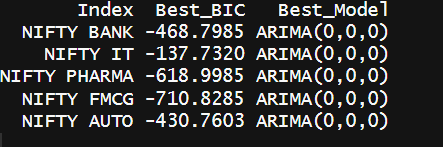 Index Best_BIC Best_Model
NIFTY BANK -468.7985 ARIMA(0,0,0)
NIFTY IT -137.7320 ARIMA(0,0,0)
NIFTY PHARMA -618.9985 ARIMA(0,0,0)
NIFTY FMCG -710.8285 ARIMA(0,0,0)
NIFTY AUTO -430.7603 ARIMA(0,0,0)